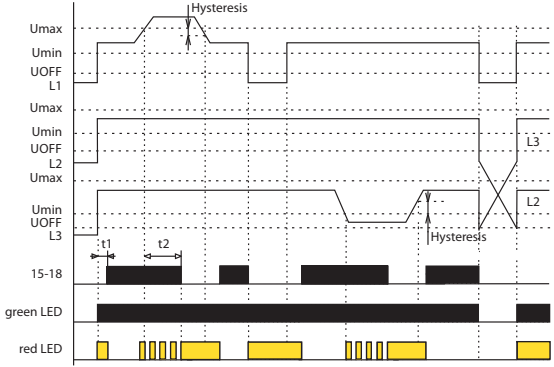 Hysteresis
Umax
Umin
UOFF
L1
Umax
Umin
UOFF
L2
L3
Umax
Umin
UOFF
L3
L2
Hysteresis
t1
t2
15-18
green LED
red LED